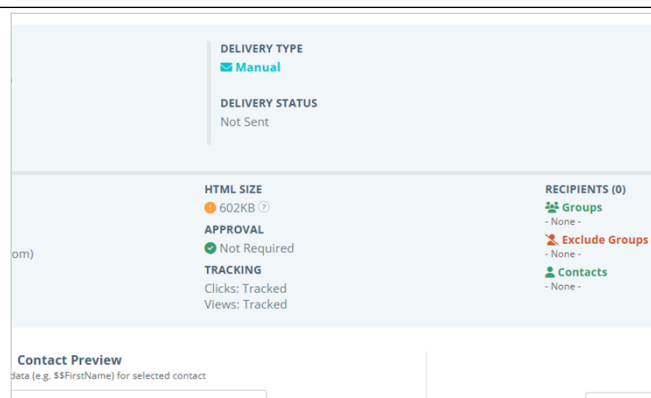 DELIVERY TYPE
Manual
DELIVERY STATUS
Not Sent
HTML SIZE
602KB ?
APPROVAL
Not Required
TRACKING
Clicks: Tracked
Views: Tracked
RECIPIENTS (0)
Groups
- None -
Exclude Groups
- None -
Contacts
- None -
om)
Contact Preview
data (e.g. $$FirstName) for selected contact